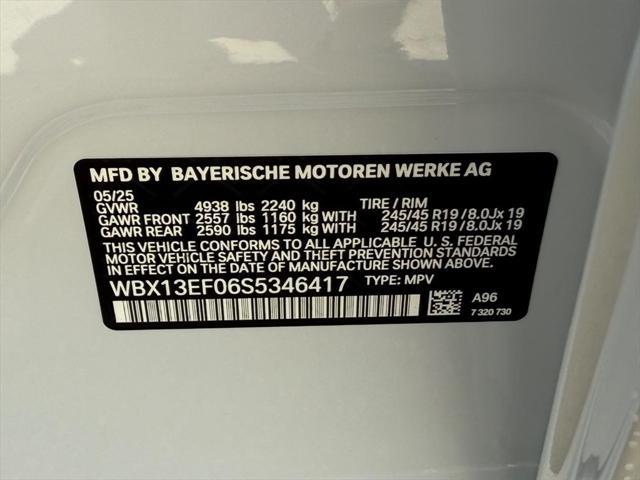 MFD BY BAYERISCHE MOTOREN WERKE AG
05/25
GVWR 4938 lbs 2240 kg TIRE / RIM
GAWR FRONT 2557 lbs 1160 kg WITH 245/45 R19 / 8.0Jx 19
GAWR REAR 2590 lbs 1175 kg WITH 245/45 R19 / 8.0Jx 19
THIS VEHICLE CONFORMS TO ALL APPLICABLE U. S. FEDERAL
MOTOR VEHICLE SAFETY AND THEFT PREVENTION STANDARDS
IN EFFECT ON THE DATE OF MANUFACTURE SHOWN ABOVE.
WBX13EF06S5346417 TYPE: MPV
A96
7 320 730